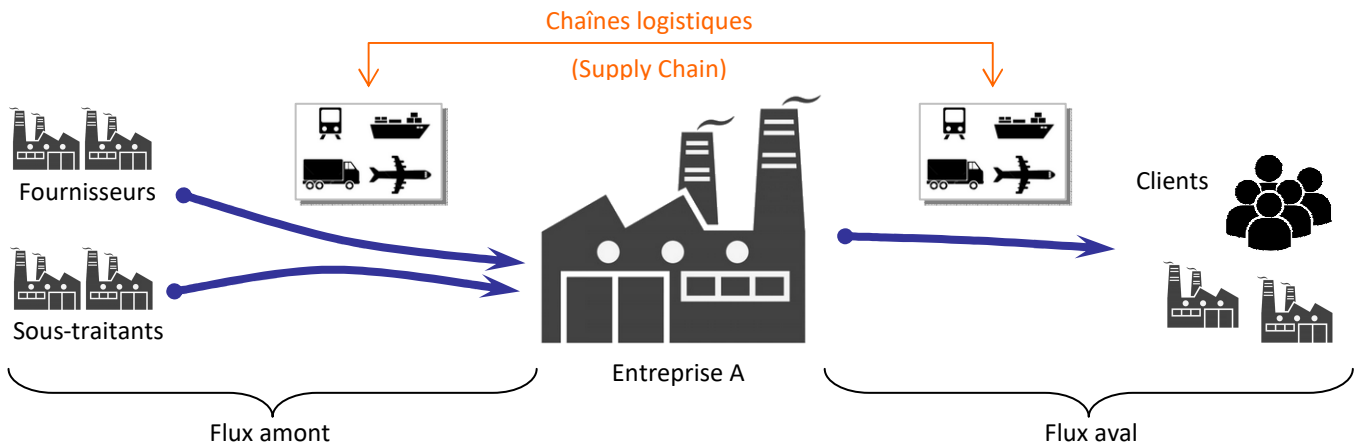 Chaînes logistiques
(Supply Chain)
Fournisseurs
Clients
Sous-traitants
Entreprise A
Flux amont
Flux aval